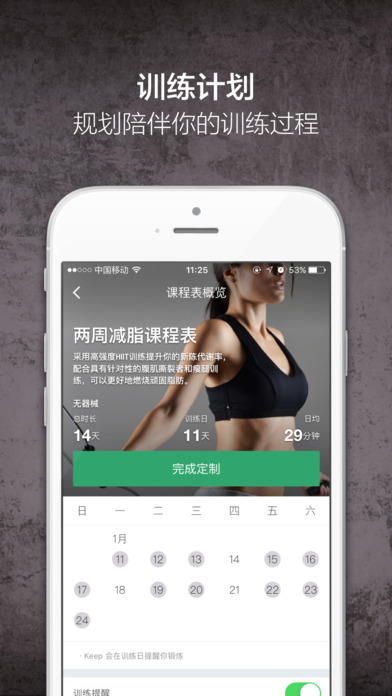 训练计划
规划陪伴你的训练过程
中国移动 11:25 53%
课程表概览
两周减脂课程表
采用高强度HIIT训练提升你的新陈代谢率,
配合具有针对性的腹肌撕裂者和瘦腿训
练，可以更好地燃烧顽固脂肪。
无器械
总时长 训练日 日均
14天 11天 29分钟
完成定制
日 一 二 三 四 五 六
1月
11 12 13 14 15 16
17 18 19 20 21 22 23
24
· Keep 会在训练日提醒你锻炼
训练提醒